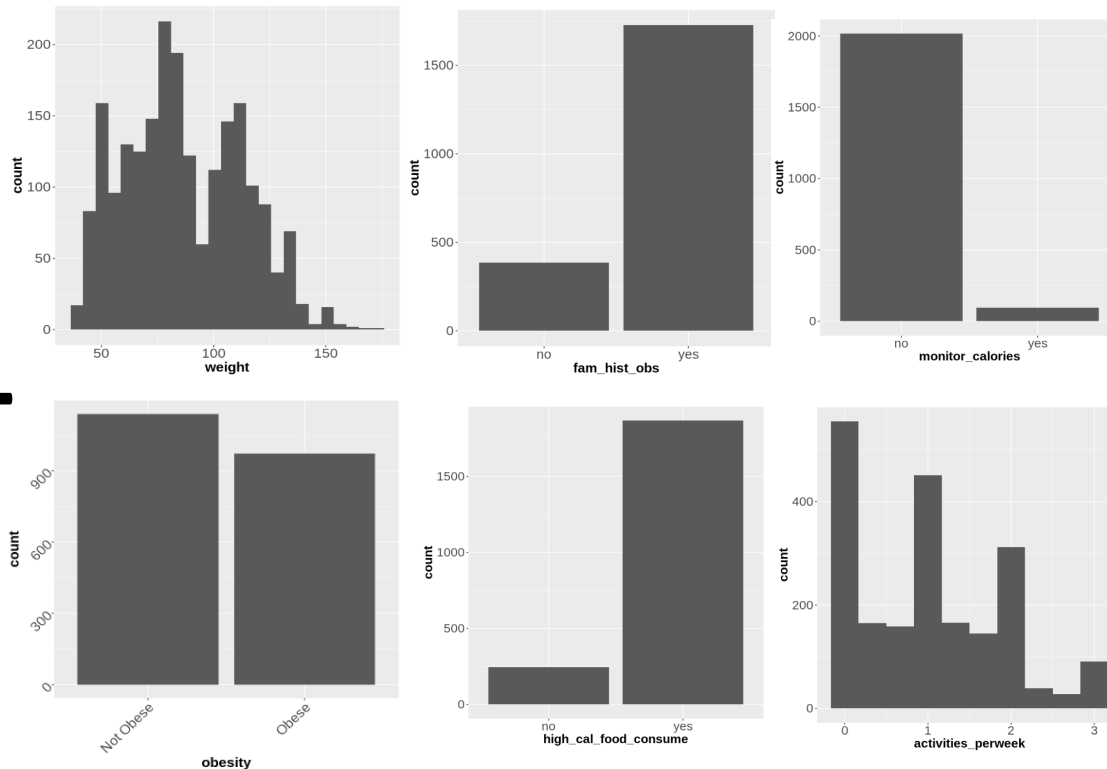 count
200
150
100
50
0
50 100 150
weight
count
1500
1000
500
0
no yes
fam_hist_obs
count
2000
1500
1000
500
0
no yes
monitor_calories
count
900
600
300
0
Not Obese Obese
obesity
count
1500
1000
500
0
no yes
high_cal_food_consume
count
400
200
0
0 1 2 3
activities_perweek